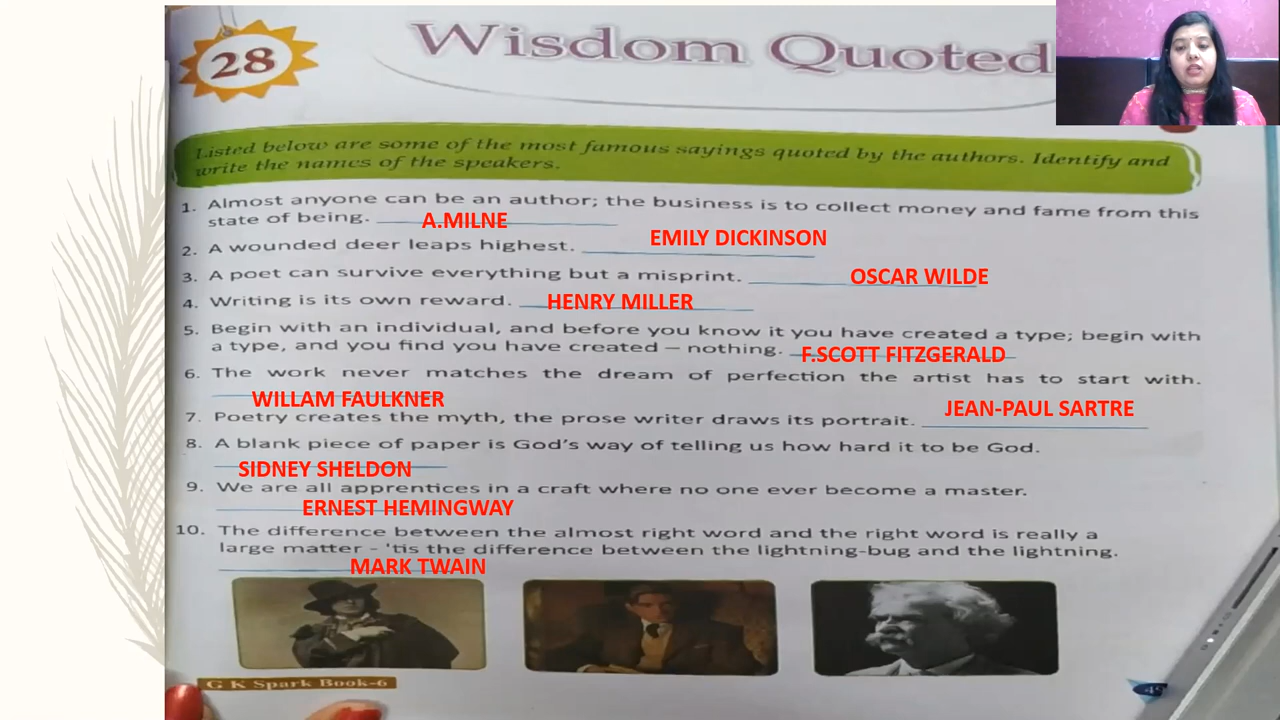 28
Wisdom Quoted
Listed below are some of the most famous sayings quoted by the authors. Identify and
write the names of the speakers.
1. Almost anyone can be an author; the business is to collect money and fame from this
state of being. A.MILNE
2. A wounded deer leaps highest. EMILY DICKINSON
3. A poet can survive everything but a misprint. OSCAR WILDE
4. Writing is its own reward. HENRY MILLER
5. Begin with an individual, and before you know it you have created a type; begin with
a type, and you find you have created – nothing. F.SCOTT FITZGERALD
6. The work never matches the dream of perfection the artist has to start with.
WILLAM FAULKNER
7. Poetry creates the myth, the prose writer draws its portrait. JEAN-PAUL SARTRE
8. A blank piece of paper is God's way of telling us how hard it to be God.
SIDNEY SHELDON
9. We are all apprentices in a craft where no one ever become a master.
ERNEST HEMINGWAY
10. The difference between the almost right word and the right word is really a
large matter - 'tis the difference between the lightning-bug and the lightning.
MARK TWAIN
G K Spark Book-6